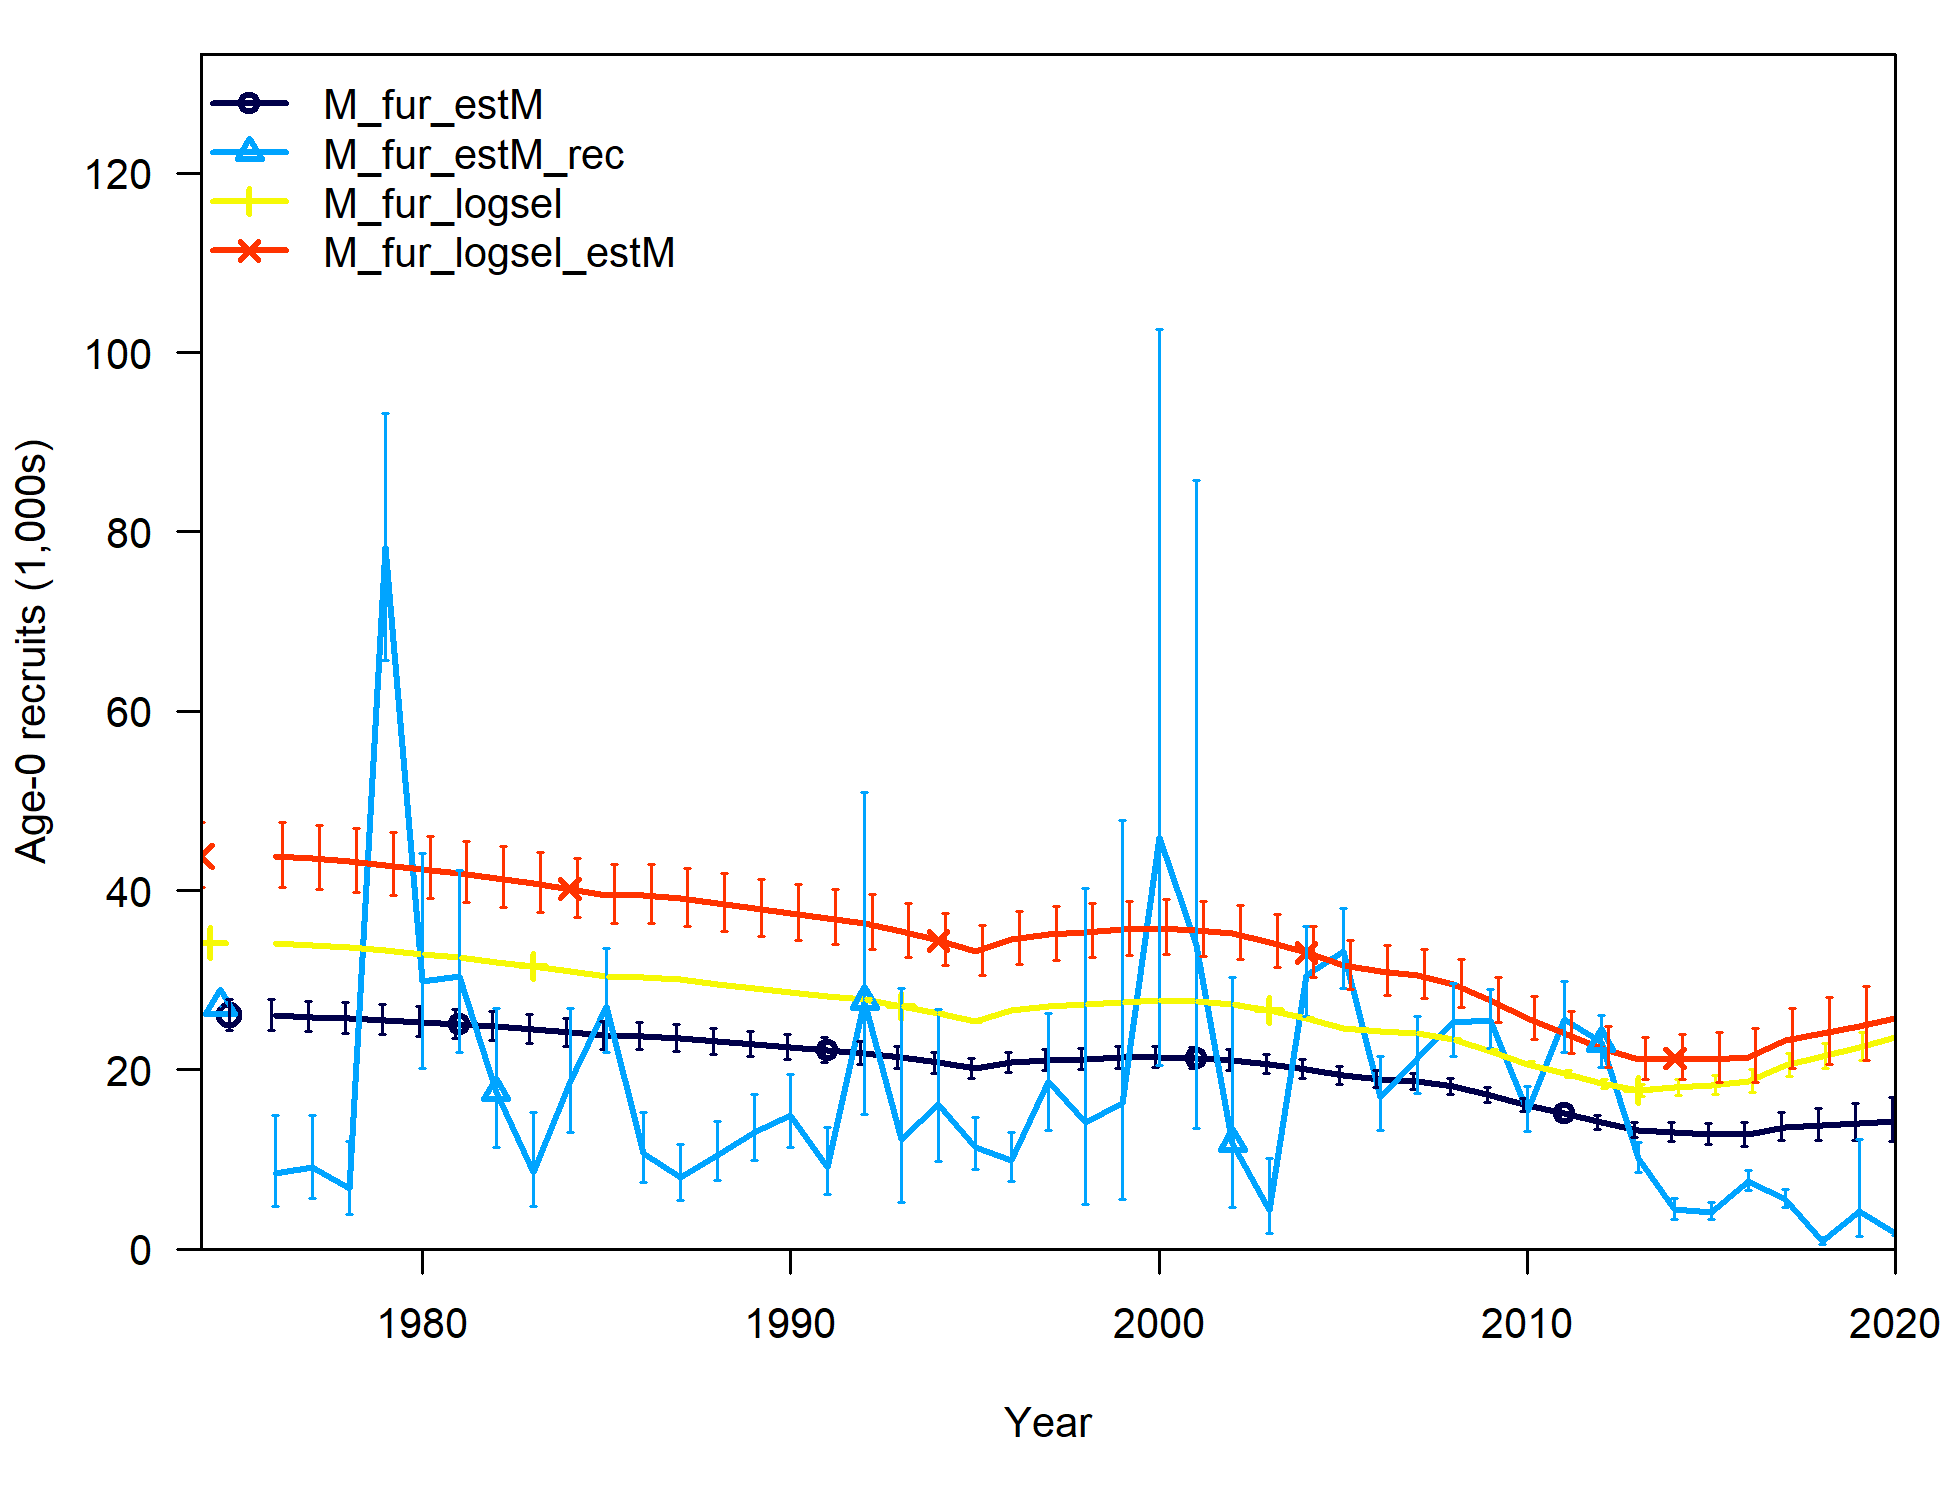 M_fur_estM
M_fur_estM_rec
M_fur_logsel
M_fur_logsel_estM
120
100
80
60
40
20
0
Age-0 recruits (1,000s)
1980 1990 2000 2010 2020
Year